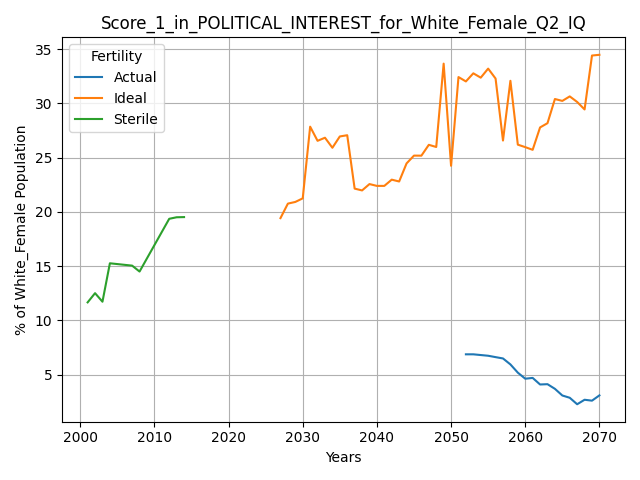 Score_1_in_POLITICAL_INTEREST_for_White_Female_Q2_IQ
Fertility
Actual
Ideal
Sterile
% of White_Female Population
35
30
25
20
15
10
5
2000 2010 2020 2030 2040 2050 2060 2070
Years